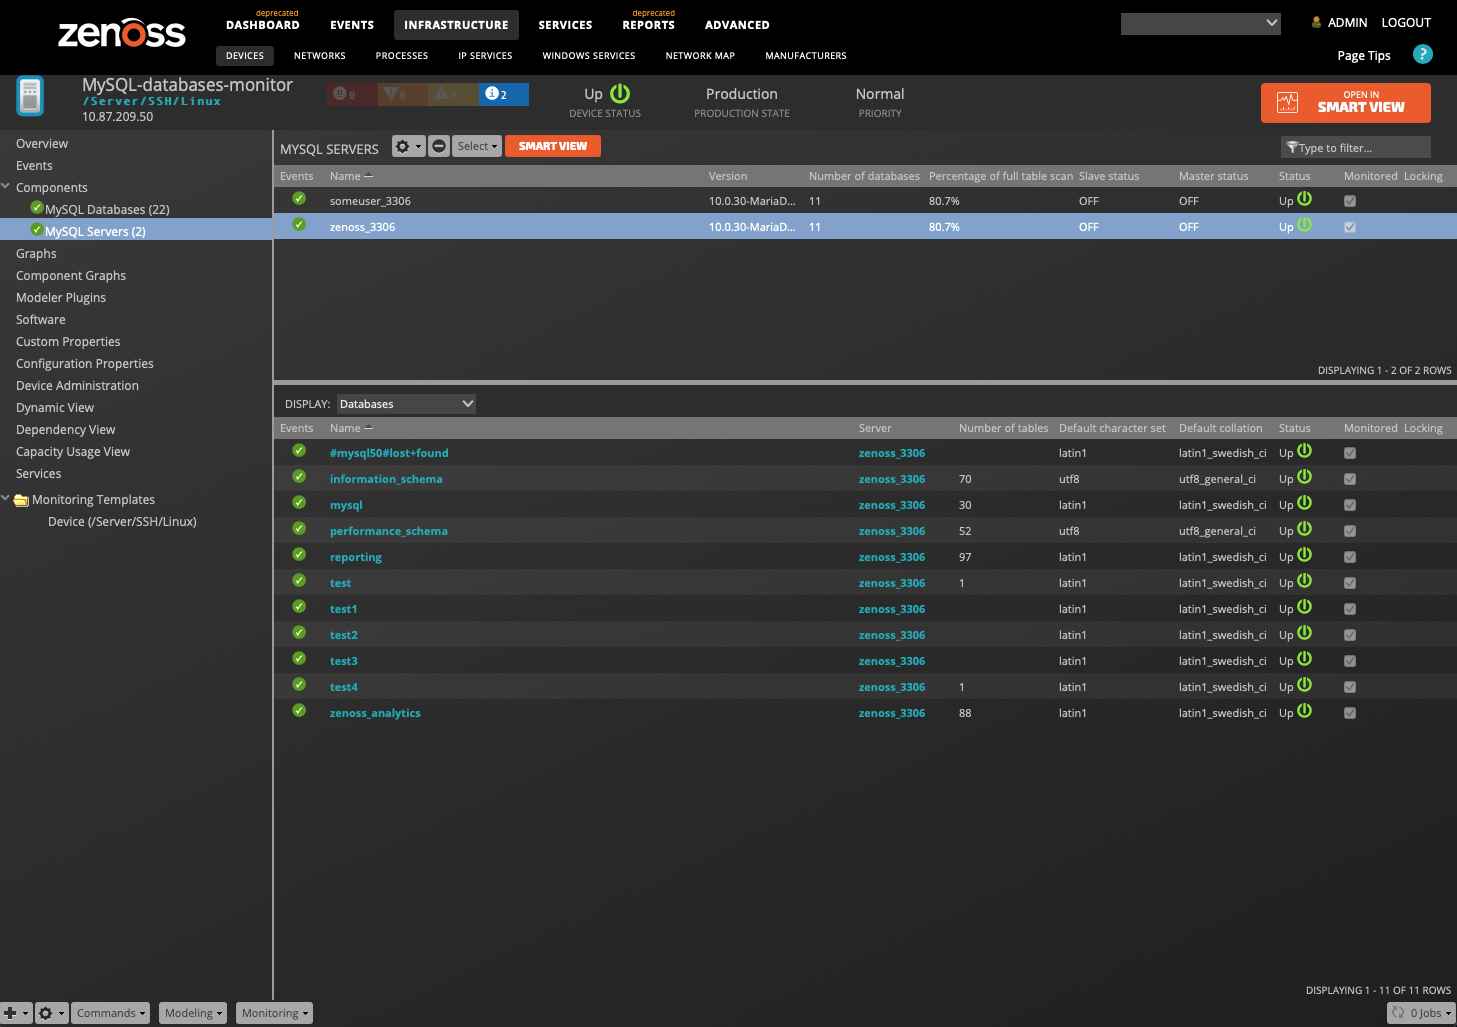 zenoss
deprecated
DASHBOARD
EVENTS
INFRASTRUCTURE
SERVICES
deprecated
REPORTS
ADVANCED
ADMIN
LOGOUT
DEVICES
NETWORKS
PROCESSES
IP SERVICES
WINDOWS SERVICES
NETWORK MAP
MANUFACTURERS
Page Tips
?
MySQL-databases-monitor
/Server/SSH/Linux
10.87.209.50
0
0
2
Up
DEVICE STATUS
Production
PRODUCTION STATE
Normal
PRIORITY
OPEN IN
SMART VIEW
Overview
Events
Components
MySQL Databases (22)
MySQL Servers (2)
Graphs
Component Graphs
Modeler Plugins
Software
Custom Properties
Configuration Properties
Device Administration
Dynamic View
Dependency View
Capacity Usage View
Services
Monitoring Templates
Device (/Server/SSH/Linux)
MYSQL SERVERS
Select
SMART VIEW
Type to filter...
Events Name Version Number of databases Percentage of full table scan Slave status Master status Status Monitored Locking
someuser_3306 10.0.30-MariaD... 11 80.7% OFF OFF Up
zenoss_3306 10.0.30-MariaD... 11 80.7% OFF OFF Up
DISPLAYING 1 - 2 OF 2 ROWS
DISPLAY: Databases
Events Name Server Number of tables Default character set Default collation Status Monitored Locking
#mysql50#lost+found zenoss_3306 latin1 latin1_swedish_ci Up
information_schema zenoss_3306 70 utf8 utf8_general_ci Up
mysql zenoss_3306 30 latin1 latin1_swedish_ci Up
performance_schema zenoss_3306 52 utf8 utf8_general_ci Up
reporting zenoss_3306 97 latin1 latin1_swedish_ci Up
test zenoss_3306 1 latin1 latin1_swedish_ci Up
test1 zenoss_3306 latin1 latin1_swedish_ci Up
test2 zenoss_3306 latin1 latin1_swedish_ci Up
test3 zenoss_3306 latin1 latin1_swedish_ci Up
test4 zenoss_3306 1 latin1 latin1_swedish_ci Up
zenoss_analytics zenoss_3306 88 latin1 latin1_swedish_ci Up
DISPLAYING 1 - 11 OF 11 ROWS
Commands
Modeling
Monitoring
0 Jobs